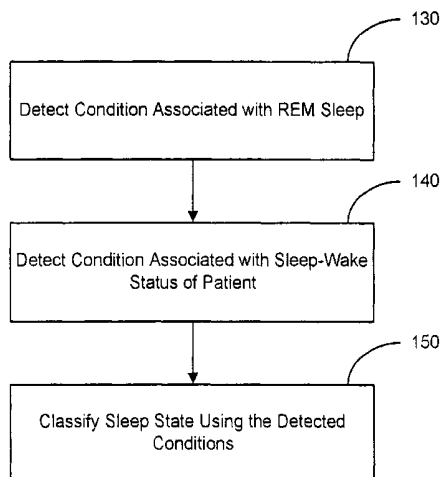 130
Detect Condition Associated with REM Sleep
140
Detect Condition Associated with Sleep-Wake
Status of Patient
150
Classify Sleep State Using the Detected
Conditions